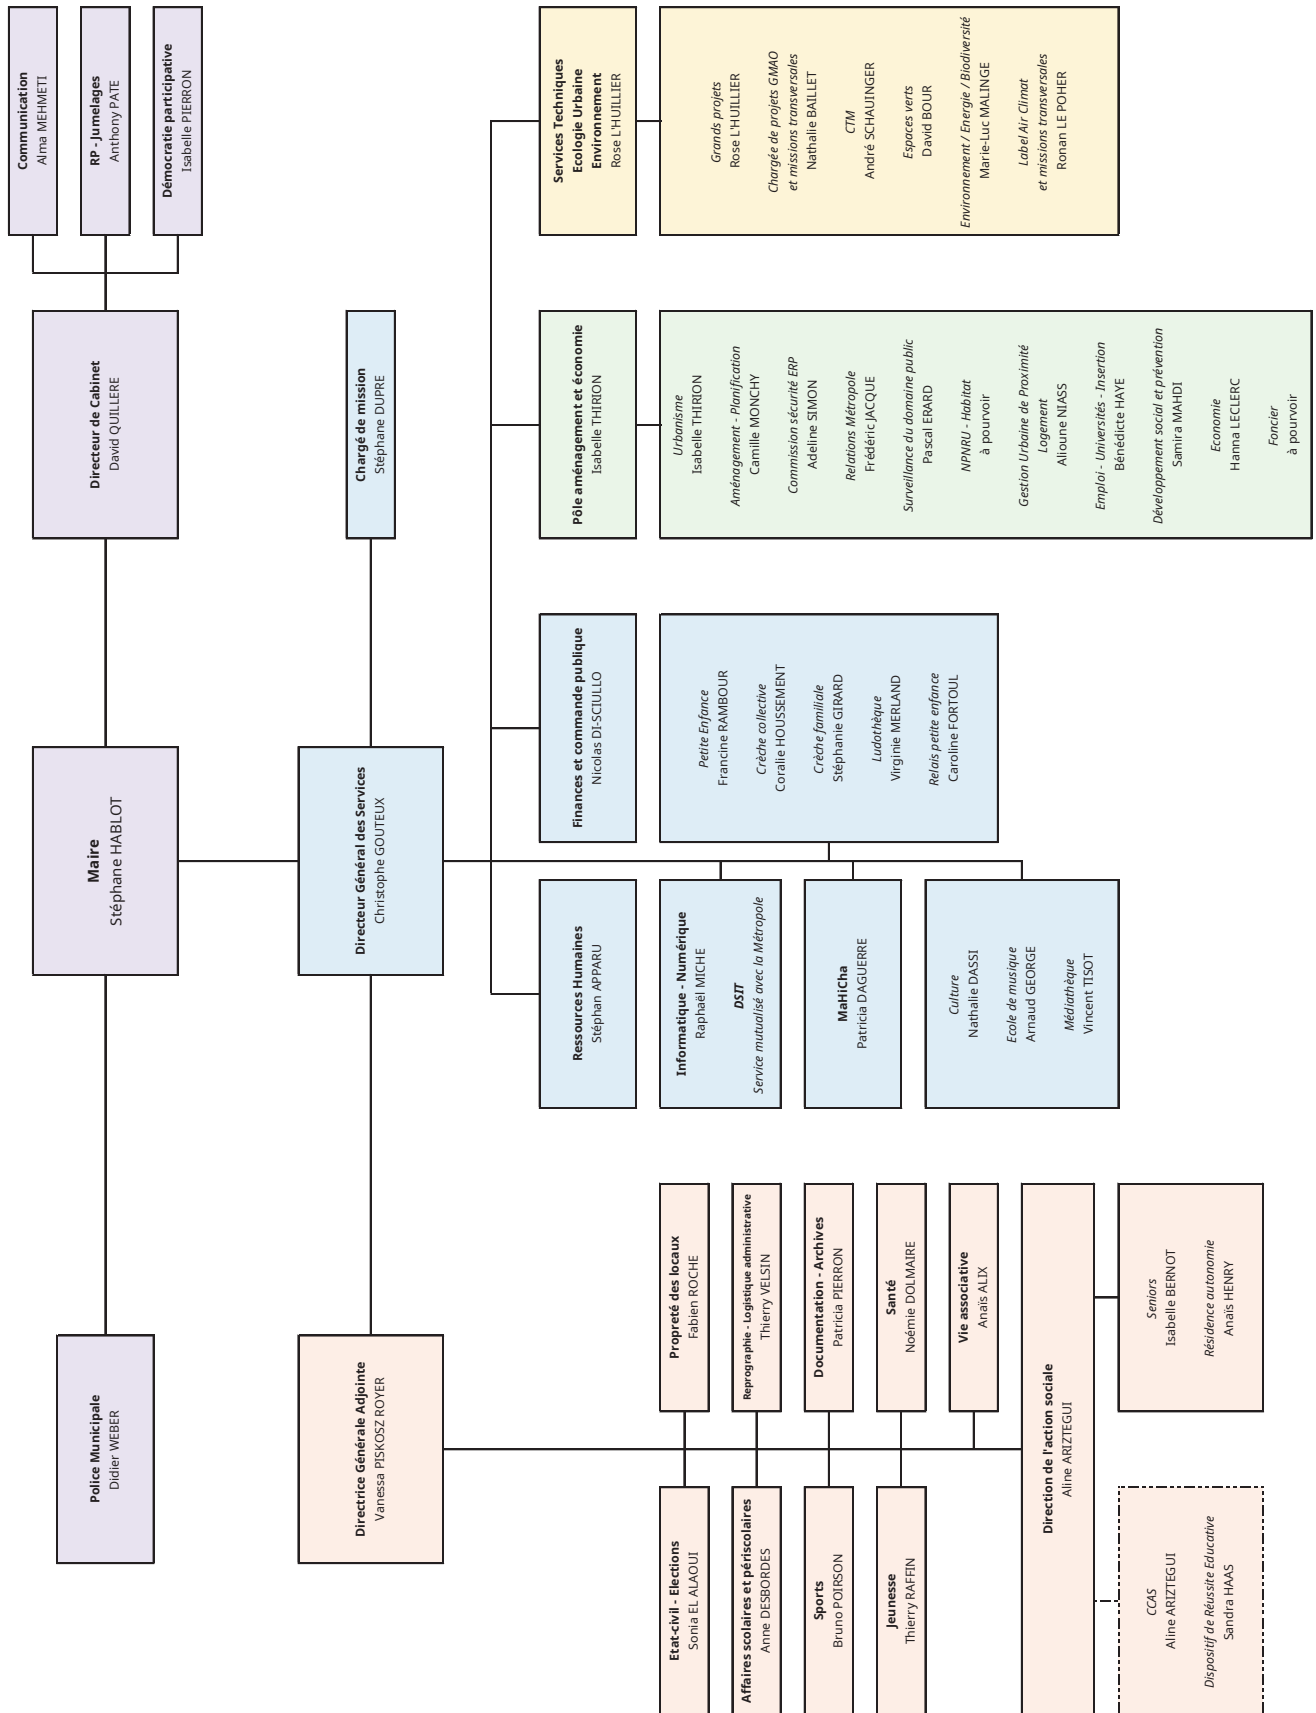 Police Municipale
Didier WEBER
Maire
Stéphane HABLOT
Directeur de Cabinet
David QUILLERE
Communication
Alma MEHMETI
RP - Jumelages
Anthony PATE
Démocratie participative
Isabelle PIERRON
Directrice Générale Adjointe
Vanessa PISKOSZ ROYER
Directeur Général des Services
Christophe GOUTEUX
Chargé de mission
Stéphane DUPRE
Ressources Humaines
Stéphan APPARU
Finances et commande publique
Nicolas DI-SCIULLO
Pôle aménagement et économie
Isabelle THIRION
Services Techniques
Ecologie Urbaine
Environnement
Rose L'HUILLIER
Etat-civil - Elections
Sonia EL ALAOUI
Propreté des locaux
Fabien ROCHE
Affaires scolaires et périscolaires
Anne DESBORDES
Reprographie - Logistique administrative
Thierry VELSIN
Sports
Bruno POIRSON
Documentation - Archives
Patricia PIERRON
Jeunesse
Thierry RAFFIN
Santé
Noémie DOLMAIRE
Vie associative
Anaïs ALIX
Direction de l'action sociale
Aline ARIZTEGUI
CCAS
Aline ARIZTEGUI
Dispositif de Réussite Educative
Sandra HAAS
Seniors
Isabelle BERNOT
Résidence autonomie
Anaïs HENRY
Informatique - Numérique
Raphaël MICHE
DSIT
Service mutualisé avec la Métropole
MaHiCha
Patricia DAGUERRE
Culture
Nathalie DASSI
Ecole de musique
Arnaud GEORGE
Médiathèque
Vincent TISOT
Petite Enfance
Francine RAMBOUR
Crèche collective
Coralie HOUSSEMENT
Crèche familiale
Stéphanie GIRARD
Ludothèque
Virginie MERLAND
Relais petite enfance
Caroline FORTOUL
Urbanisme
Isabelle THIRION
Aménagement - Planification
Camille MONCHY
Commission sécurité ERP
Adeline SIMON
Relations Métropole
Frédéric JACQUE
Surveillance du domaine public
Pascal ERARD
NPNRU - Habitat
à pourvoir
Gestion Urbaine de Proximité
Logement
Alioune NIASS
Emploi - Universités - Insertion
Bénédicte HAYE
Développement social et prévention
Samira MAHDI
Economie
Hanna LECLERC
Foncier
à pourvoir
Grands projets
Rose L'HUILLIER
Chargée de projets GMAO
et missions transversales
Nathalie BAILLET
CTM
André SCHAUINGER
Espaces verts
David BOUR
Environnement / Energie / Biodiversité
Marie-Luc MALINGE
Label Air Climat
et missions transversales
Ronan LE POHER